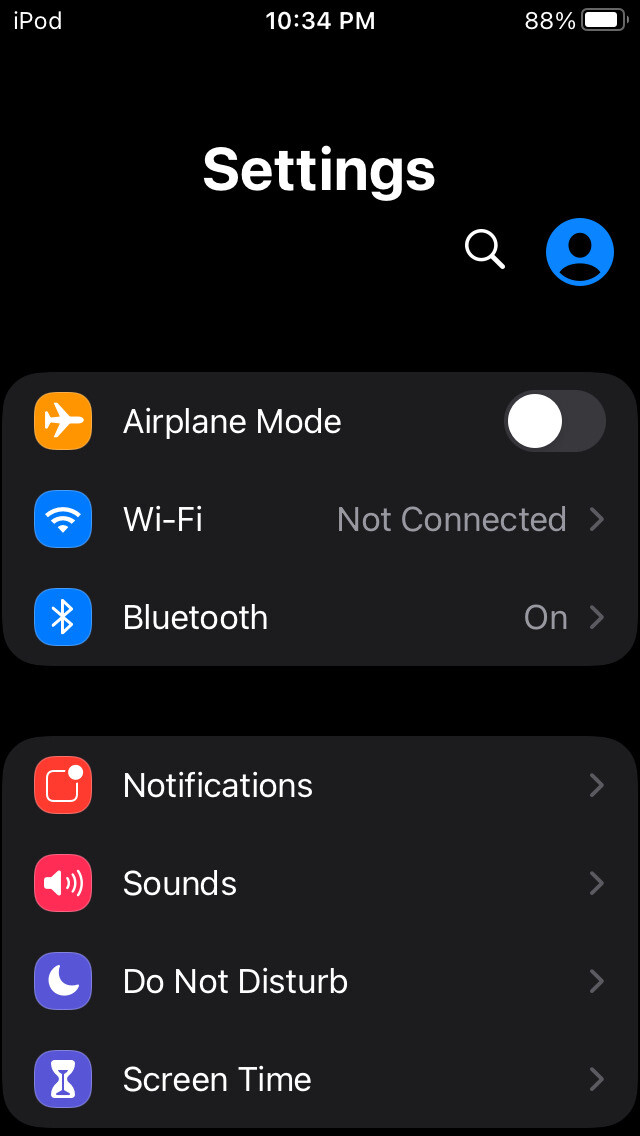 iPod 10:34 PM 88%
Settings
Airplane Mode
Wi-Fi Not Connected
Bluetooth On
Notifications
Sounds
Do Not Disturb
Screen Time